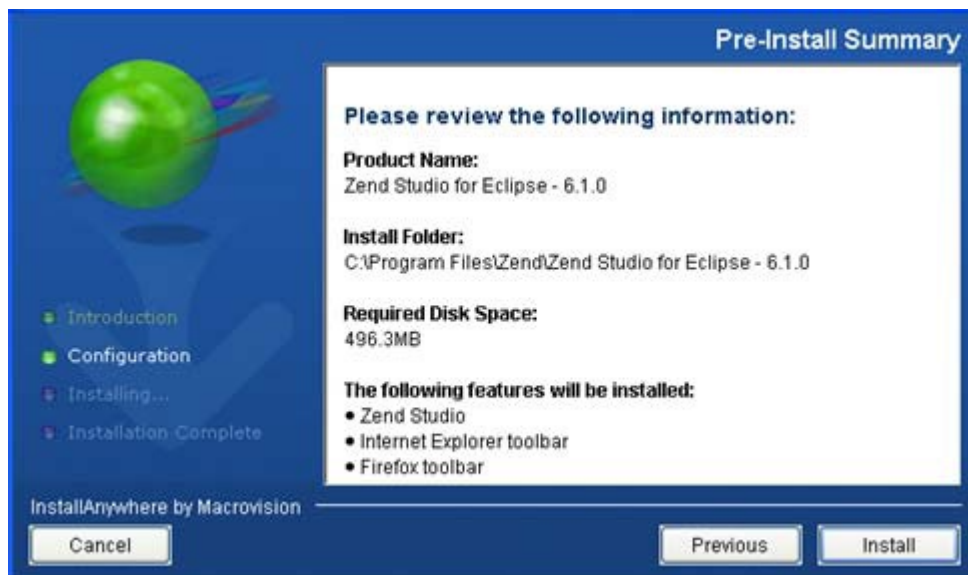 Pre-Install Summary
Please review the following information:
Product Name:
Zend Studio for Eclipse - 6.1.0
Install Folder:
C:\Program Files\Zend\Zend Studio for Eclipse - 6.1.0
Required Disk Space:
496.3MB
The following features will be installed:
• Zend Studio
• Internet Explorer toolbar
• Firefox toolbar
Introduction
Configuration
Installing...
Installation Complete
InstallAnywhere by Macrovision
Cancel
Previous
Install